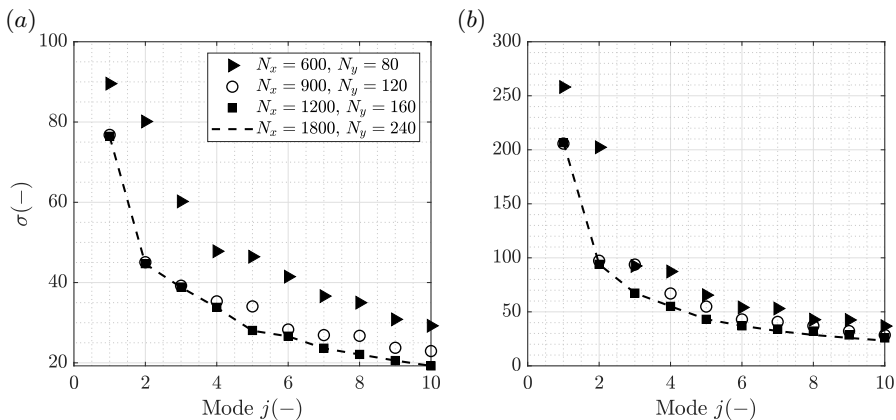 (a)
100
80
60
40
20
0
2
4
6
8
10
σ(−)
Mode j(−)
N_x = 600, N_y = 80
N_x = 900, N_y = 120
N_x = 1200, N_y = 160
N_x = 1800, N_y = 240
(b)
300
250
200
150
100
50
0
0
2
4
6
8
10
Mode j(−)